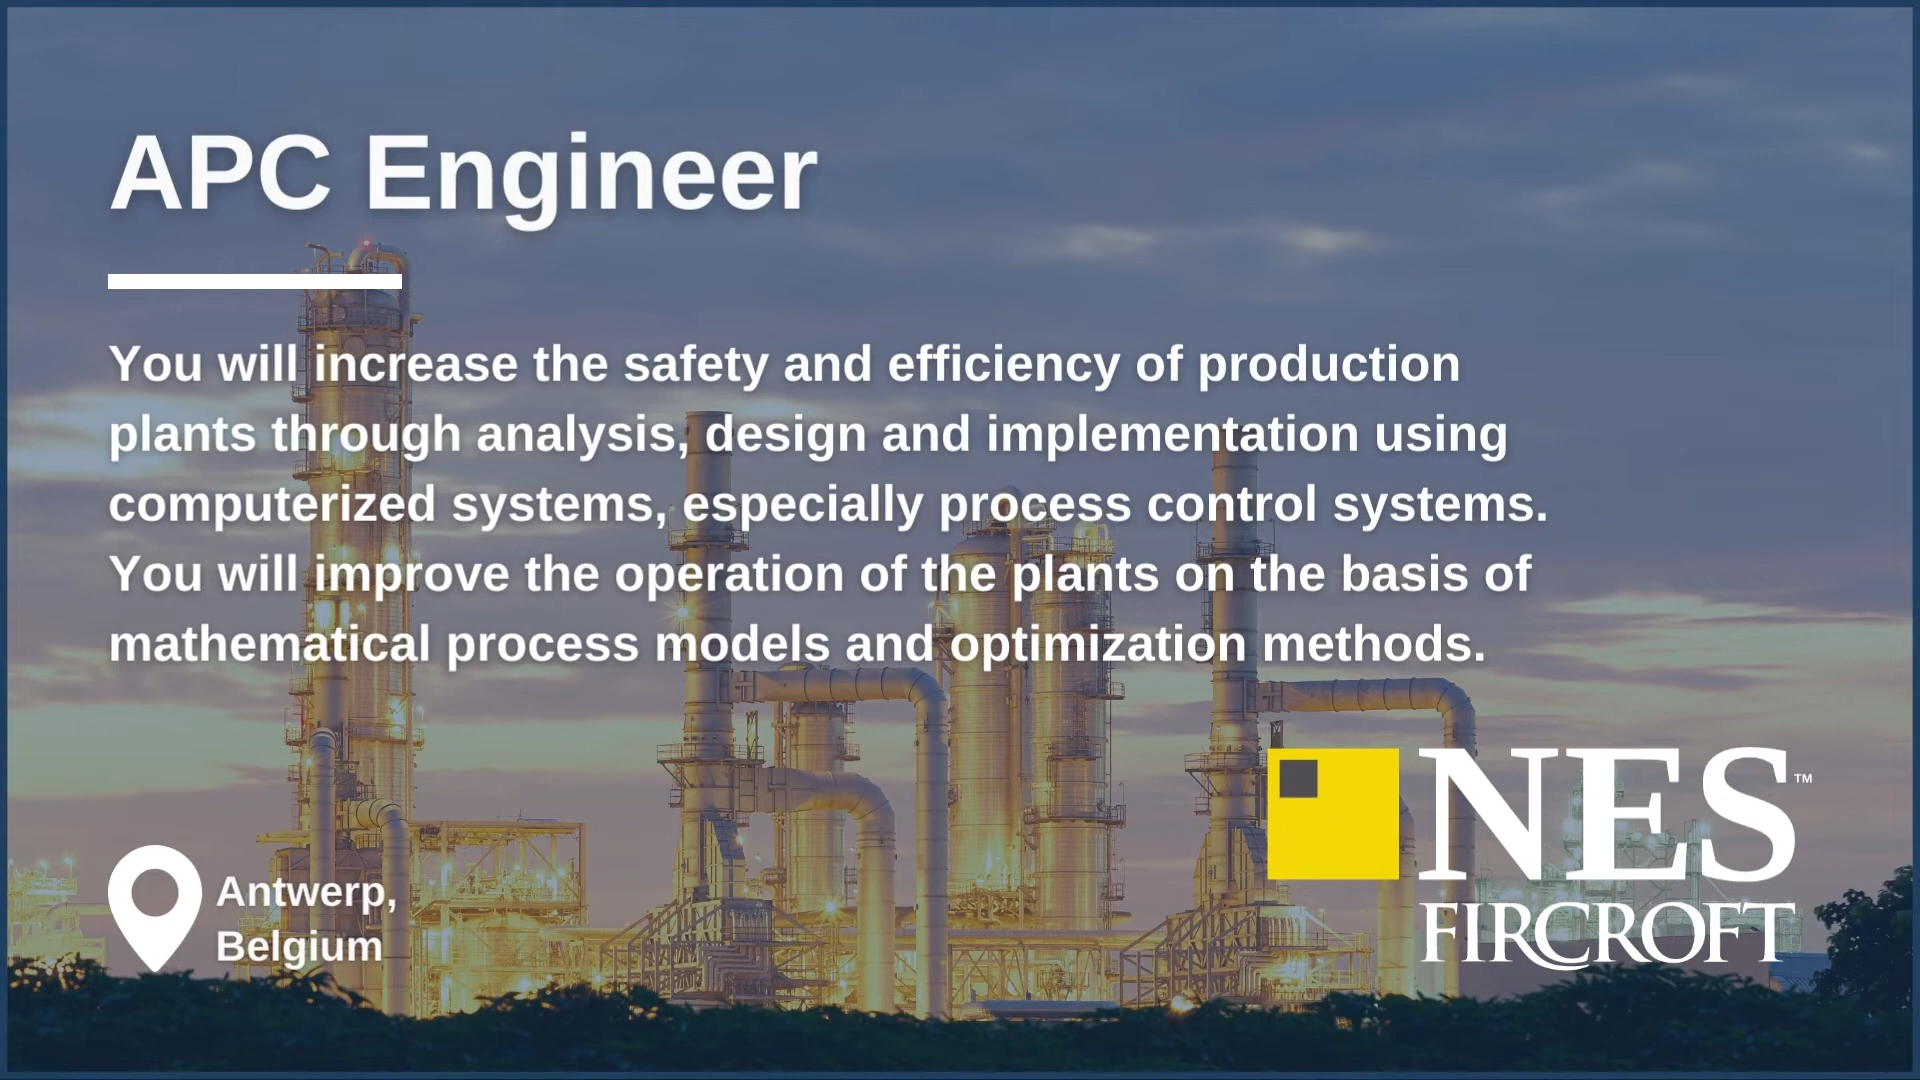 APC Engineer
You will increase the safety and efficiency of production
plants through analysis, design and implementation using
computerized systems, especially process control systems.
You will improve the operation of the plants on the basis of
mathematical process models and optimization methods.
Antwerp,
Belgium
NES™
FIRCROFT